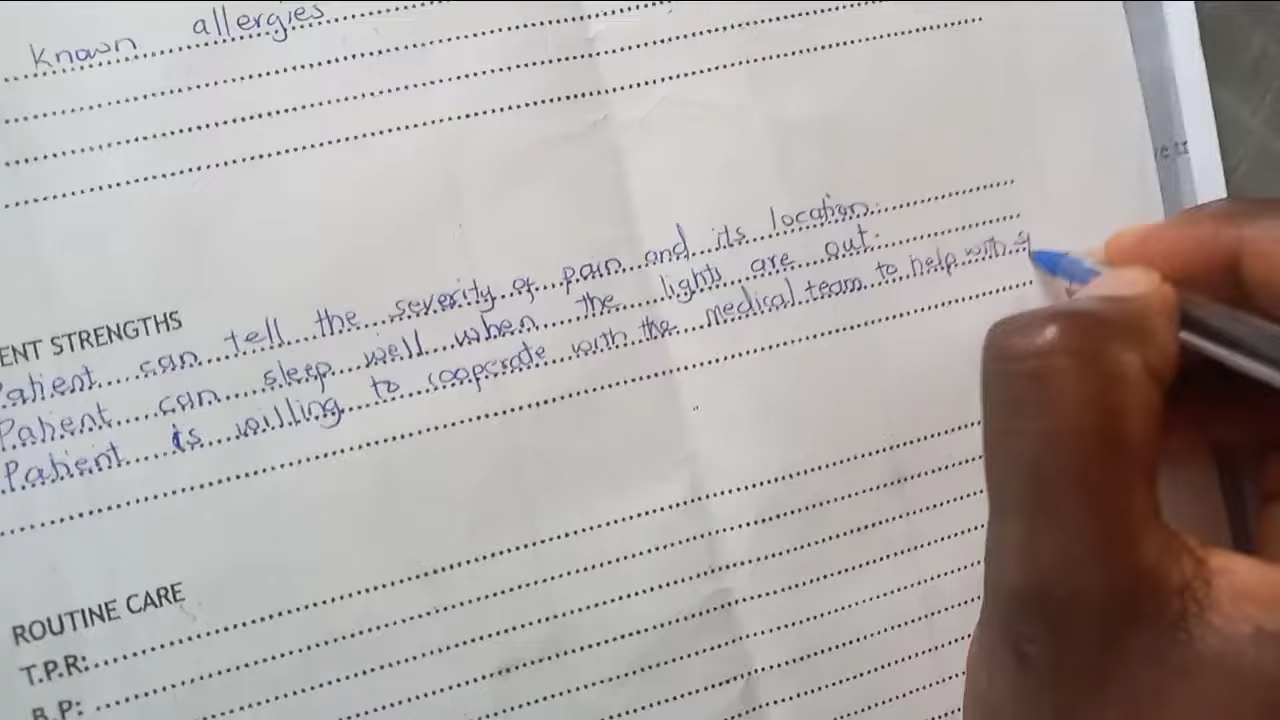 Known allergies
ENT STRENGTHS
Patient can tell the severity of pain and its location.
Patient can sleep well when the lights are out.
Patient is willing to cooperate with the medical team to help with
ROUTINE CARE
T.P.R:
B.P: